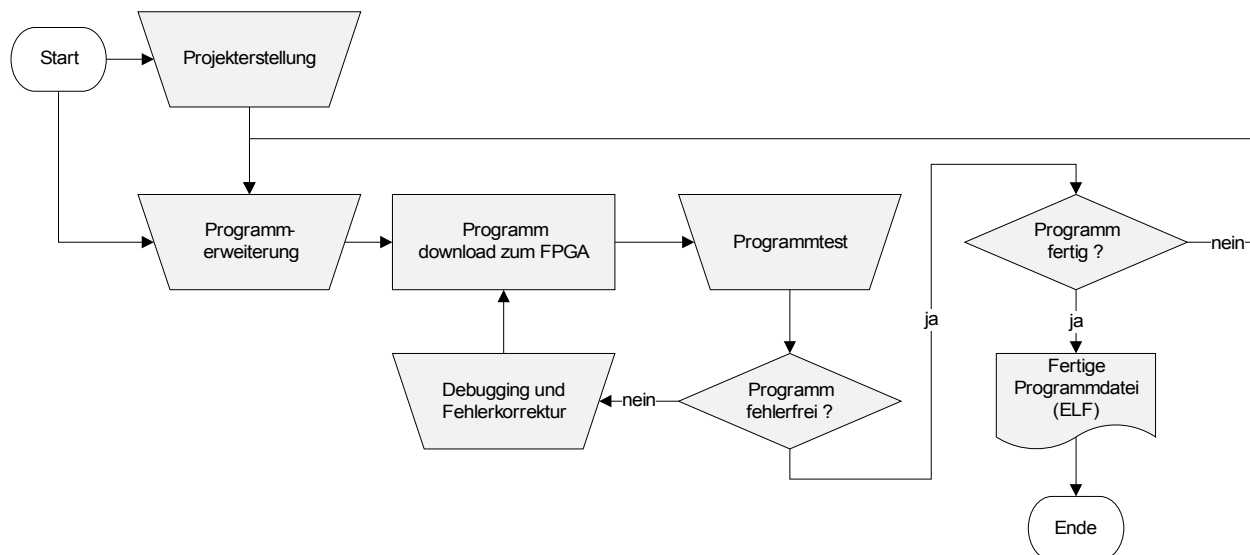 Start
Projekterstellung
Programm-
erweiterung
Programm
download zum FPGA
Programmtest
Programm
fertig ?
nein
ja
ja
Debugging und
Fehlerkorrektur
nein
Programm
fehlerfrei ?
Fertige
Programmdatei
(ELF)
Ende